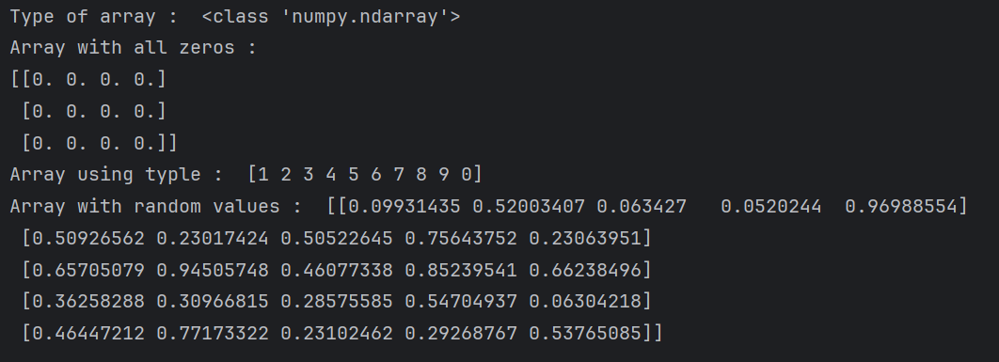 Type of array :  <class 'numpy.ndarray'>
Array with all zeros :
[[0. 0. 0. 0.]
 [0. 0. 0. 0.]
 [0. 0. 0. 0.]]
Array using typle :  [1 2 3 4 5 6 7 8 9 0]
Array with random values :  [[0.09931435 0.52003407 0.063427   0.0520244  0.96988554]
 [0.50926562 0.23017424 0.50522645 0.75643752 0.23063951]
 [0.65705079 0.94505748 0.46077338 0.85239541 0.66238496]
 [0.36258288 0.30966815 0.28575585 0.54704937 0.06304218]
 [0.46447212 0.77173322 0.23102462 0.29268767 0.53765085]]